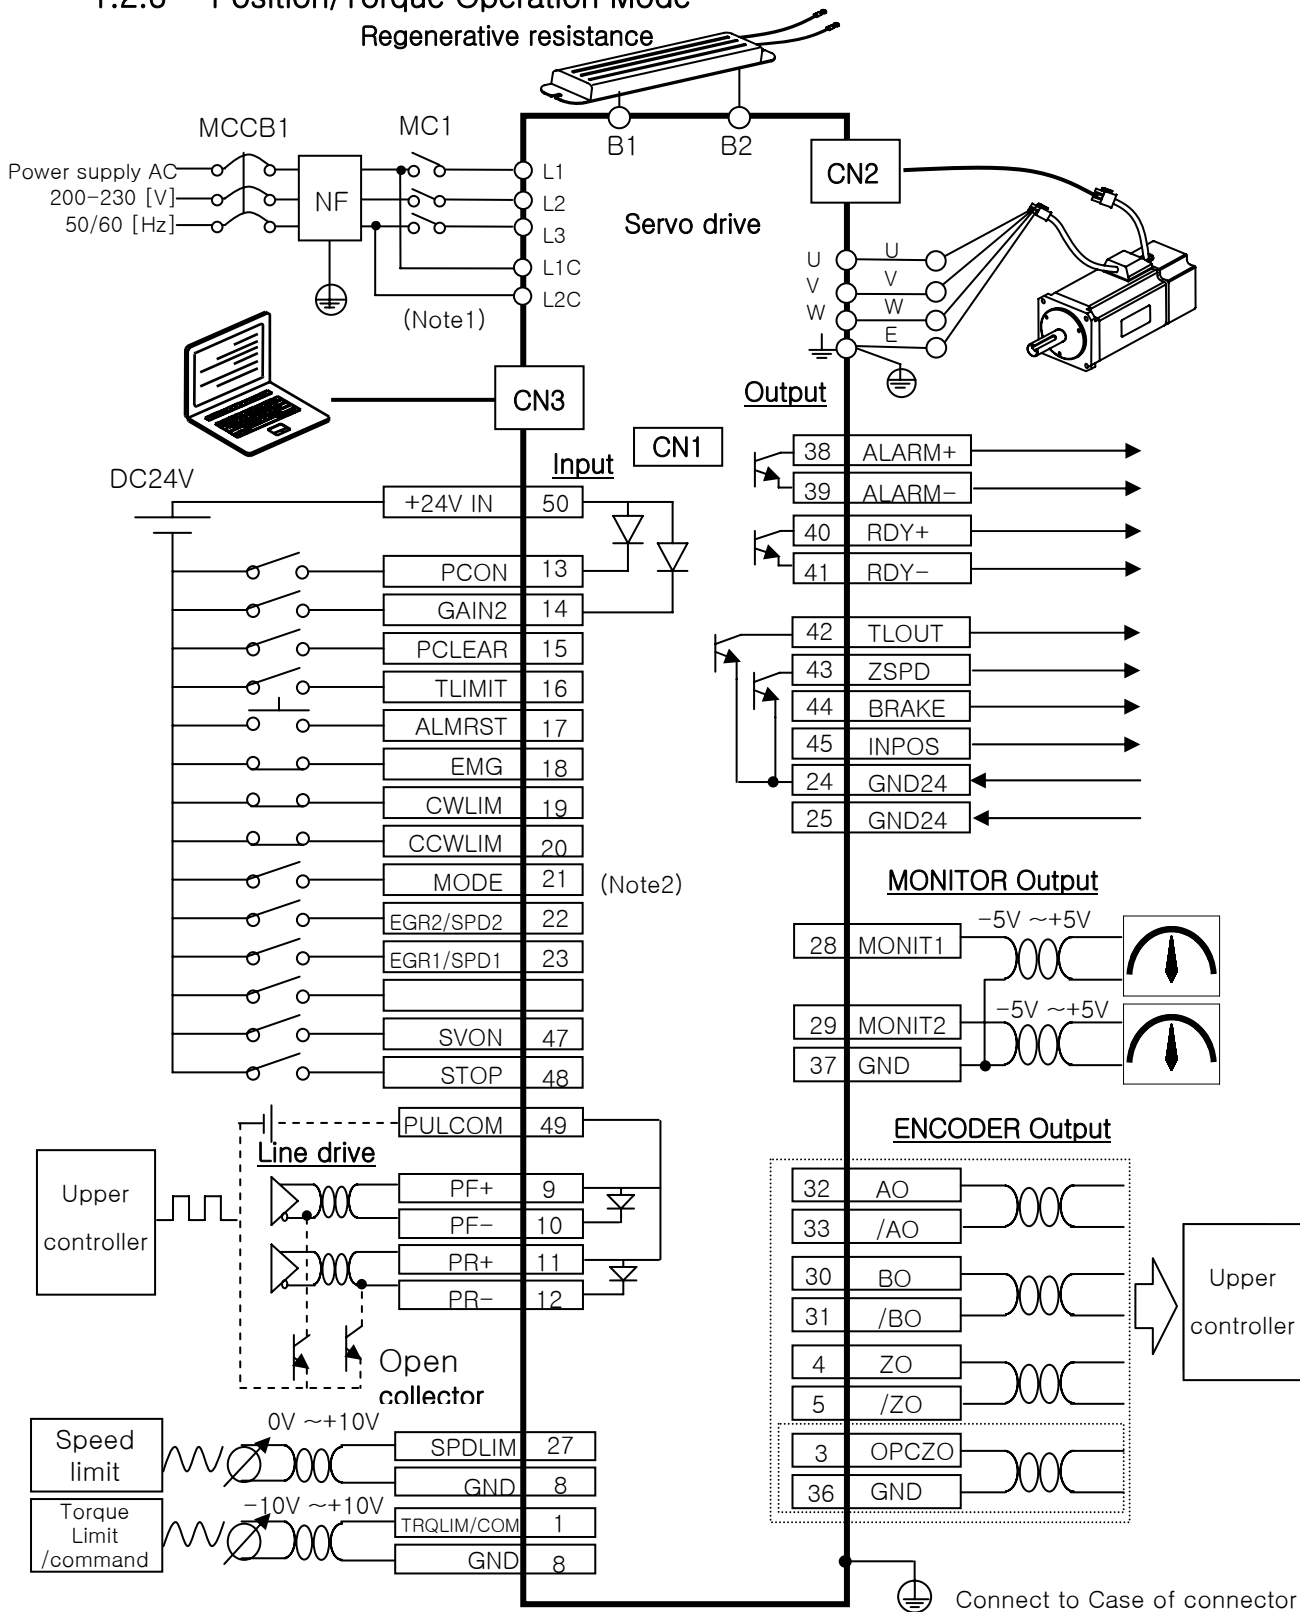 1.2.3 Position/Torque Operation Mode
Regenerative resistance
MCCB1
MC1
B1
B2
CN2
Power supply AC
200-230 [V]
50/60 [Hz]
NF
L1
L2
L3
L1C
L2C
(Note1)
Servo drive
U
U
V
V
W
W
E
CN3
Output
CN1
Input
DC24V
+24V IN 50
PCON 13
GAIN2 14
PCLEAR 15
TLIMIT 16
ALMRST 17
EMG 18
CWLIM 19
CCWLIM 20
MODE 21
(Note2)
EGR2/SPD2 22
EGR1/SPD1 23
SVON 47
STOP 48
PULCOM 49
Line drive
Upper
controller
PF+ 9
PF- 10
PR+ 11
PR- 12
Open
collector
Speed
limit
0V ~+10V
SPDLIM 27
GND 8
Torque
Limit
/command
-10V ~+10V
TRQLIM/COM 1
GND 8
38 ALARM+
39 ALARM-
40 RDY+
41 RDY-
42 TLOUT
43 ZSPD
44 BRAKE
45 INPOS
24 GND24
25 GND24
MONITOR Output
-5V ~+5V
28 MONIT1
-5V ~+5V
29 MONIT2
37 GND
ENCODER Output
32 AO
33 /AO
30 BO
31 /BO
4 ZO
5 /ZO
3 OPCZO
36 GND
Upper
controller
Connect to Case of connector